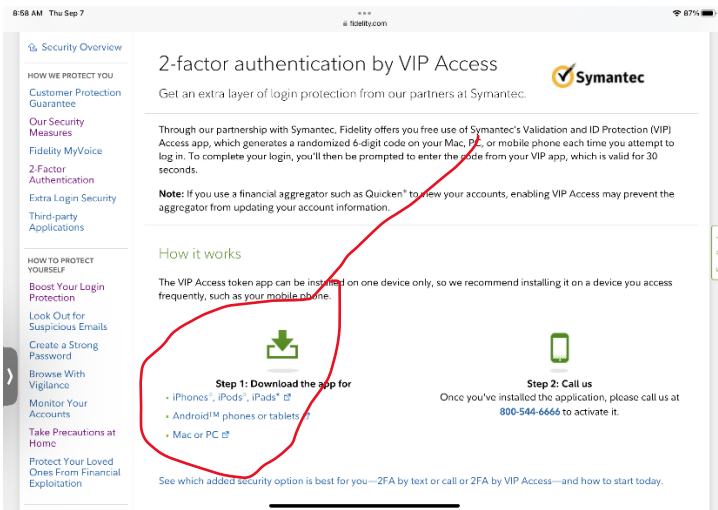 8:58 AM Thu Sep 7
87%
fidelity.com
Security Overview
HOW WE PROTECT YOU
Customer Protection
Guarantee
Our Security
Measures
Fidelity MyVoice
2-Factor
Authentication
Extra Login Security
Third-party
Applications
HOW TO PROTECT
YOURSELF
Boost Your Login
Protection
Look Out for
Suspicious Emails
Create a Strong
Password
Browse With
Vigilance
Monitor Your
Accounts
Take Precautions at
Home
Protect Your Loved
Ones From Financial
Exploitation
2-factor authentication by VIP Access
Get an extra layer of login protection from our partners at Symantec.
Symantec
Through our partnership with Symantec, Fidelity offers you free use of Symantec's Validation and ID Protection (VIP)
Access app, which generates a randomized 6-digit code on your Mac, PC, or mobile phone each time you attempt to
log in. To complete your login, you'll then be prompted to enter the code from your VIP app, which is valid for 30
seconds.
Note: If you use a financial aggregator such as Quicken® to view your accounts, enabling VIP Access may prevent the
aggregator from updating your account information.
How it works
The VIP Access token app can be installed on one device only, so we recommend installing it on a device you access
frequently, such as your mobile phone.
Step 1: Download the app for
• iPhones®, iPods®, iPads®
• Android™ phones or tablets
• Mac or PC
Step 2: Call us
Once you've installed the application, please call us at
800-544-6666 to activate it.
See which added security option is best for you—2FA by text or call or 2FA by VIP Access—and how to start today.